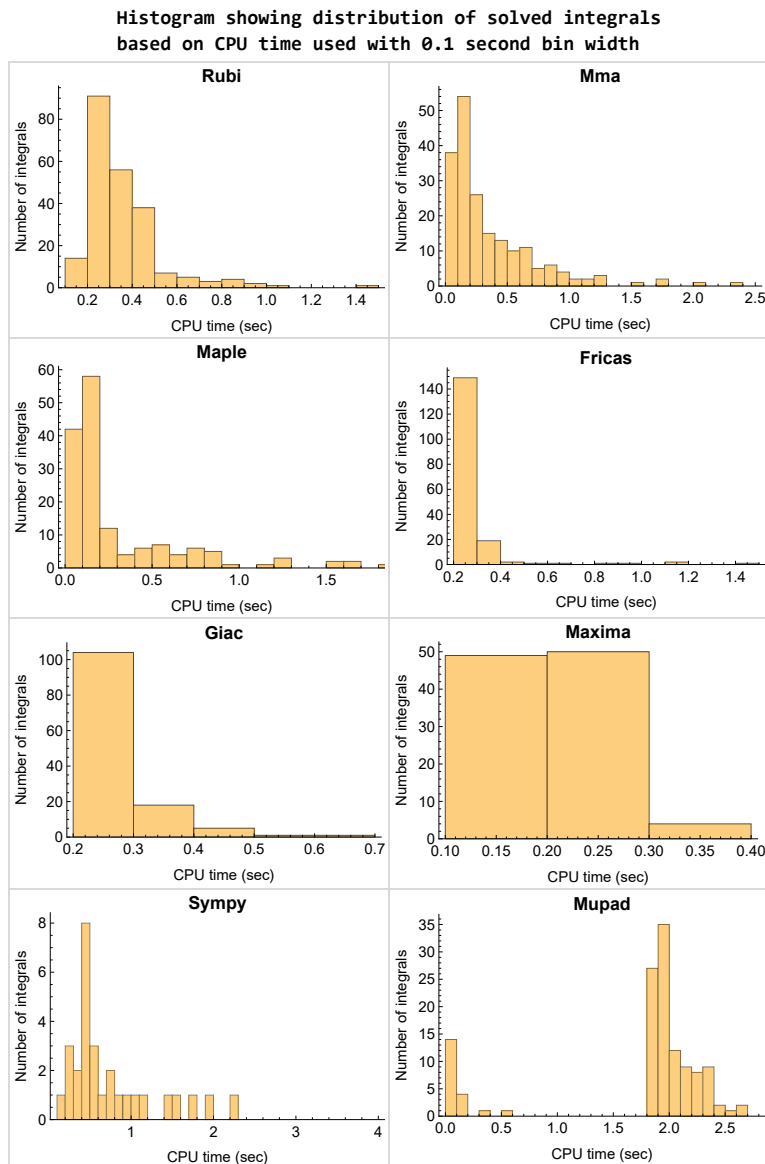 Histogram showing distribution of solved integrals
based on CPU time used with 0.1 second bin width
Rubi
Number of integrals
80
60
40
20
0
0.2 0.4 0.6 0.8 1.0 1.2 1.4
CPU time (sec)
Mma
Number of integrals
50
40
30
20
10
0
0.0 0.5 1.0 1.5 2.0 2.5
CPU time (sec)
Maple
Number of integrals
60
50
40
30
20
10
0
0.0 0.5 1.0 1.5
CPU time (sec)
Fricas
Number of integrals
140
120
100
80
60
40
20
0
0.2 0.4 0.6 0.8 1.0 1.2 1.4
CPU time (sec)
Giac
Number of integrals
100
80
60
40
20
0
0.2 0.3 0.4 0.5 0.6 0.7
CPU time (sec)
Maxima
Number of integrals
50
40
30
20
10
0
0.10 0.15 0.20 0.25 0.30 0.35 0.40
CPU time (sec)
Sympy
Number of integrals
8
6
4
2
0
1 2 3 4
CPU time (sec)
Mupad
Number of integrals
35
30
25
20
15
10
5
0
0.0 0.5 1.0 1.5 2.0 2.5
CPU time (sec)